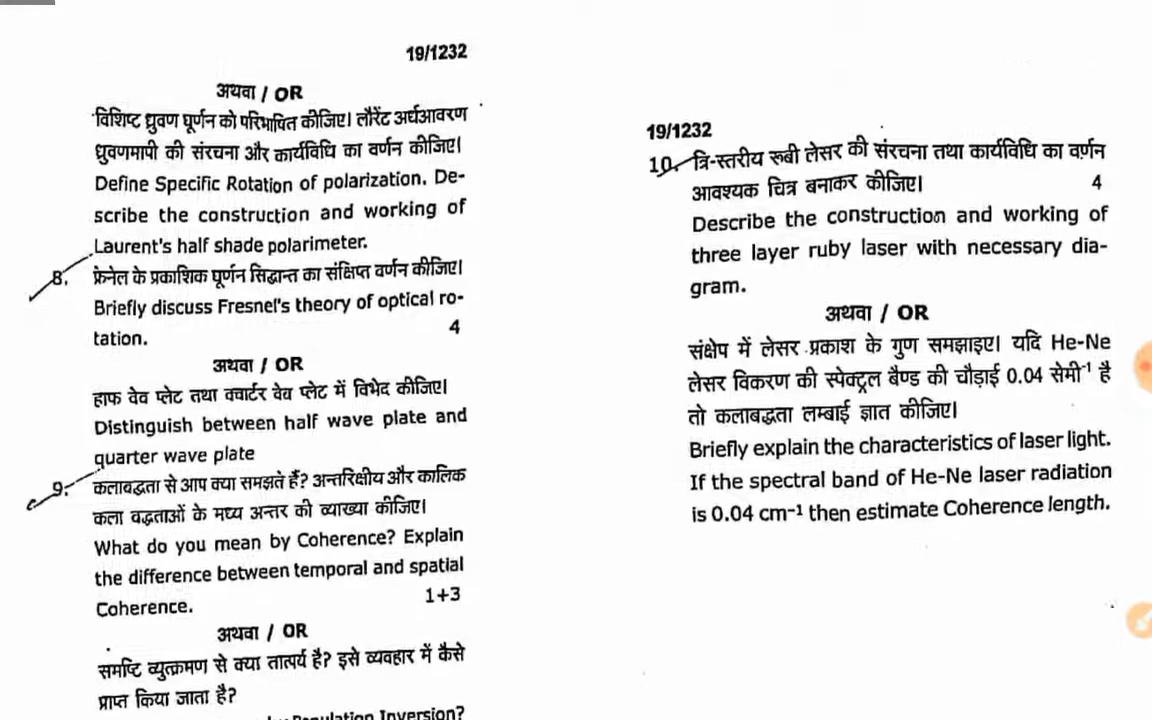 19/1232
अथवा / OR
विशिष्ट ध्रुवण घूर्णन को परिभाषित कीजिए। लौरेंट अर्धआवरण
ध्रुवणमापी की संरचना और कार्यविधि का वर्णन कीजिए।
Define Specific Rotation of polarization. De-
scribe the construction and working of
Laurent's half shade polarimeter.
8. फ्रेनेल के प्रकाशिक घूर्णन सिद्धान्त का संक्षिप्त वर्णन कीजिए।
Briefly discuss Fresnel's theory of optical ro-
tation. 4
अथवा / OR
हाफ वेव प्लेट तथा क्वार्टर वेव प्लेट में विभेद कीजिए।
Distinguish between half wave plate and
quarter wave plate
9. कलाबद्धता से आप क्या समझते हैं? अन्तरिक्षीय और कालिक
कला वद्धताओं के मध्य अन्तर की व्याख्या कीजिए।
What do you mean by Coherence? Explain
the difference between temporal and spatial
Coherence. 1+3
अथवा / OR
समष्टि व्युत्क्रमण से क्या तात्पर्य है? इसे व्यवहार में कैसे
प्राप्त किया जाता है?
by Population Inversion?
19/1232
10. त्रि-स्तरीय रूबी लेसर की संरचना तथा कार्यविधि का वर्णन
आवश्यक चित्र बनाकर कीजिए। 4
Describe the construction and working of
three layer ruby laser with necessary dia-
gram.
अथवा / OR
संक्षेप में लेसर प्रकाश के गुण समझाइए। यदि He-Ne
लेसर विकरण की स्पेक्ट्रल बैण्ड की चौड़ाई 0.04 सेमी⁻¹ है
तो कलाबद्धता लम्बाई ज्ञात कीजिए।
Briefly explain the characteristics of laser light.
If the spectral band of He-Ne laser radiation
is 0.04 cm⁻¹ then estimate Coherence length.